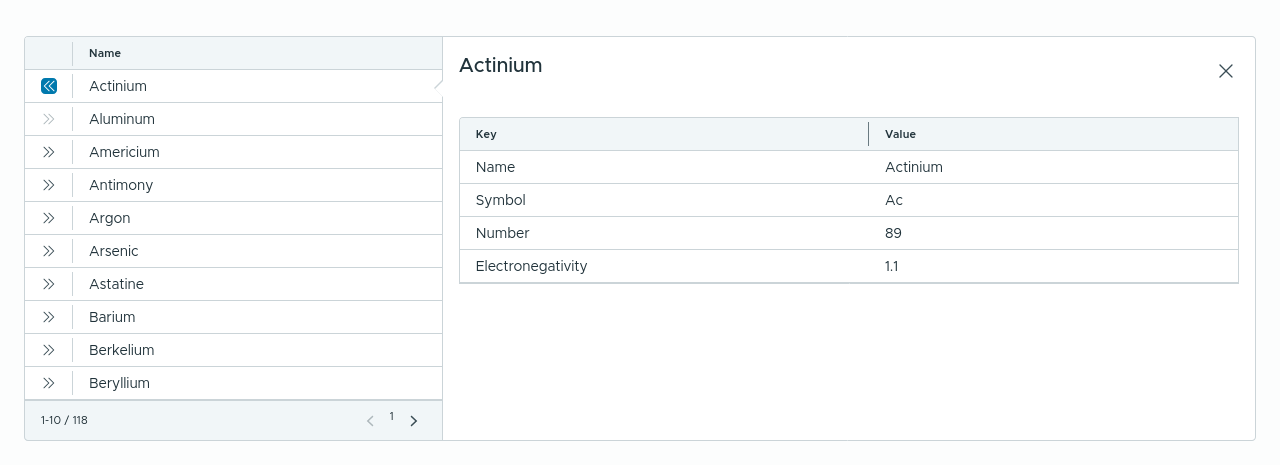 Name
Actinium
Aluminum
Americium
Antimony
Argon
Arsenic
Astatine
Barium
Berkelium
Beryllium
1-10 / 118
1
Actinium
Key Value
Name Actinium
Symbol Ac
Number 89
Electronegativity 1.1